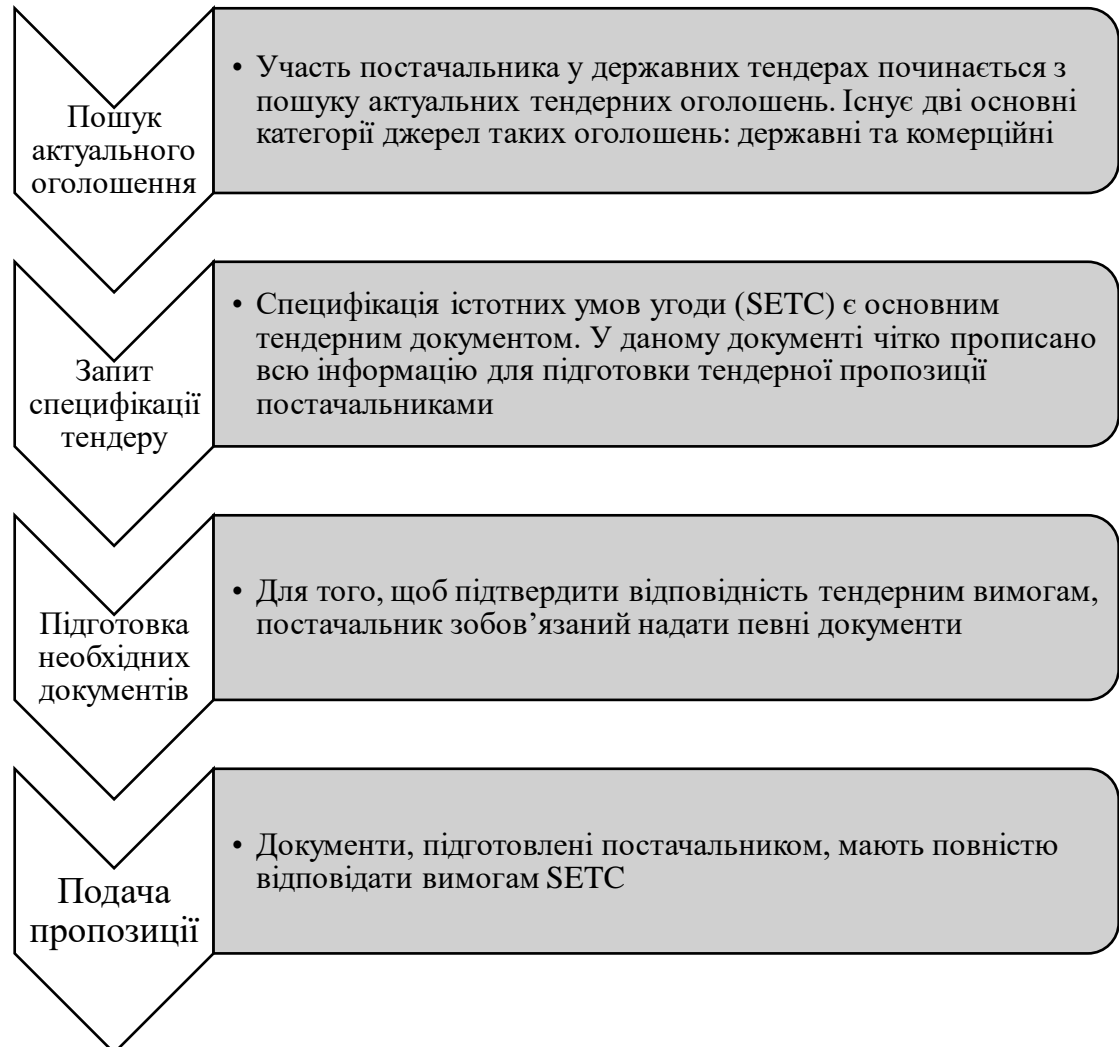 Пошук
актуального
оголошення
• Участь постачальника у державних тендерах починається з
пошуку актуальних тендерних оголошень. Існує дві основні
категорії джерел таких оголошень: державні та комерційні
Запит
специфікації
тендеру
• Специфікація істотних умов угоди (SETC) є основним
тендерним документом. У даному документі чітко прописано
всю інформацію для підготовки тендерної пропозиції
постачальниками
Підготовка
необхідних
документів
• Для того, щоб підтвердити відповідність тендерним вимогам,
постачальник зобов’язаний надати певні документи
Подача
пропозиції
• Документи, підготовлені постачальником, мають повністю
відповідати вимогам SETC